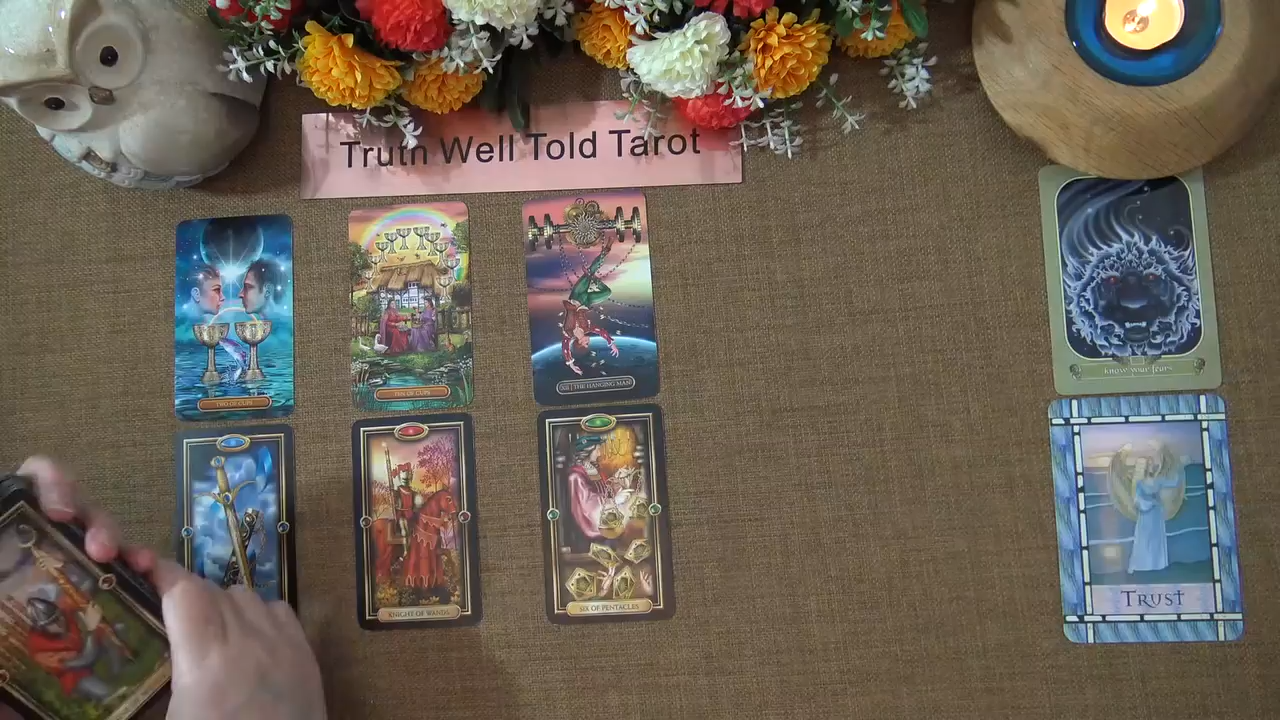 Truth Well Told Tarot
TWO OF CUPS
TEN OF CUPS
XII | THE HANGING MAN
know your fears
KNIGHT OF WANDS
SIX OF PENTACLES
TRUST